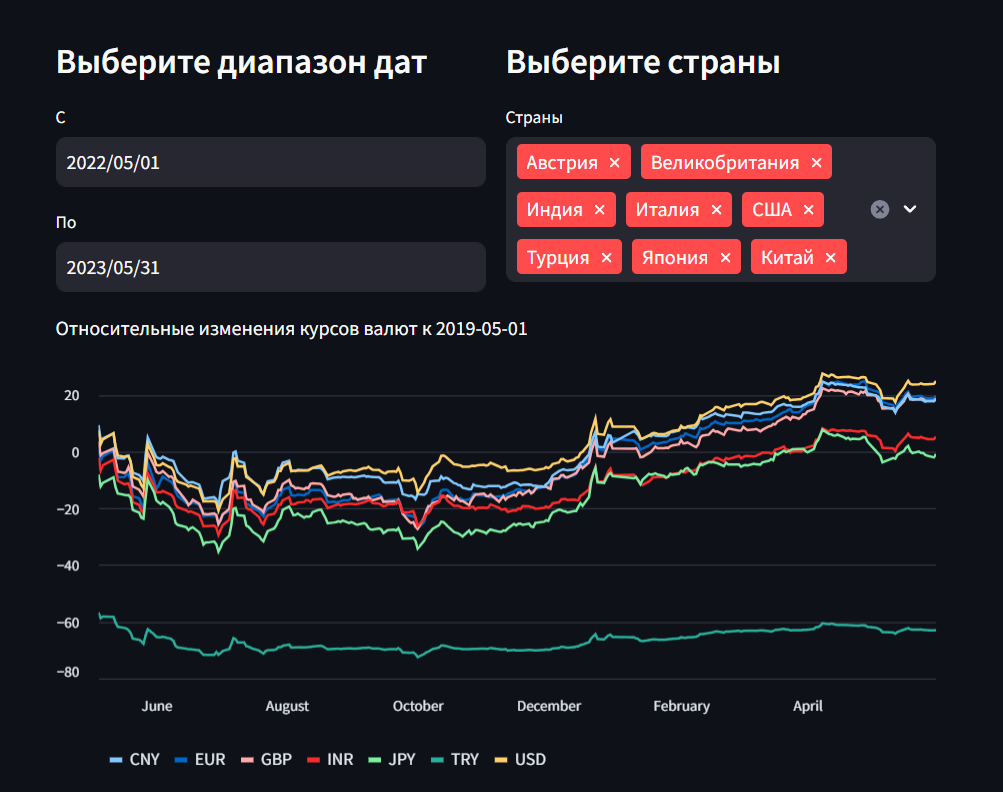 Выберите диапазон дат
Выберите страны
С
2022/05/01
По
2023/05/31
Страны
Австрия × Великобритания ×
Индия × Италия × США ×
Турция × Япония × Китай ×
Относительные изменения курсов валют к 2019-05-01
20
0
−20
−40
−60
−80
June August October December February April
CNY EUR GBP INR JPY TRY USD